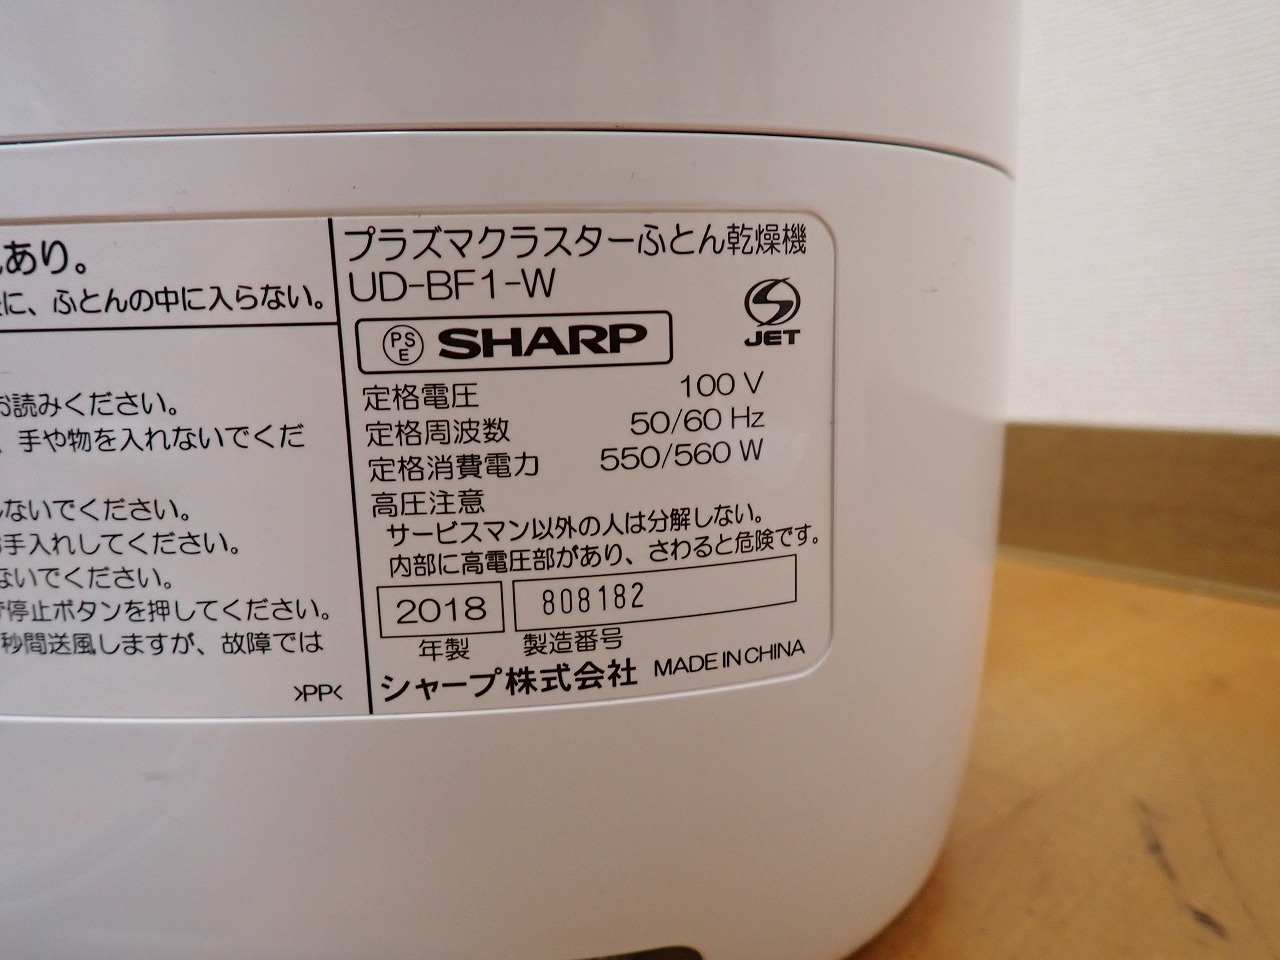 あり。
に、ふとんの中に入らない。
お読みください。
、手や物を入れないでくだ
ないでください。
お手入れしてください。
ないでください。
停止ボタンを押してください。
秒間送風しますが、故障では
>PP<
プラズマクラスターふとん乾燥機
UD-BF1-W
JET
PSE SHARP
定格電圧 100 V
定格周波数 50/60 Hz
定格消費電力 550/560 W
高圧注意
サービスマン以外の人は分解しない。
内部に高電圧部があり、さわると危険です。
2018 808182
年製 製造番号
シャープ株式会社 MADE IN CHINA